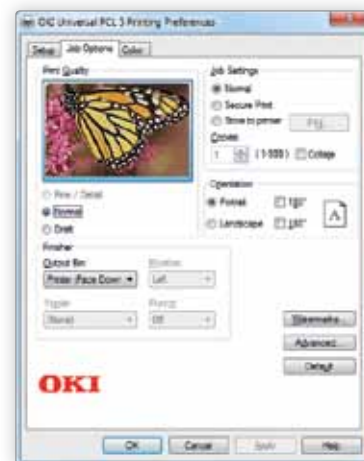 OKI Universal PCL 5 Printing Preferences
Setup Job Options Color
Print Quality
Fine / Detail
Normal
Draft
Finisher
Output Bin:
Printer (Face Down)
Left
(None)
Off
Job Settings
Normal
Secure Print
Store to printer
Copies:
1 (1-999) Collate
Orientation
Portrait 180°
Landscape 180°
A
Watermarks...
Advanced...
Default
OKI
OK Cancel Apply Help